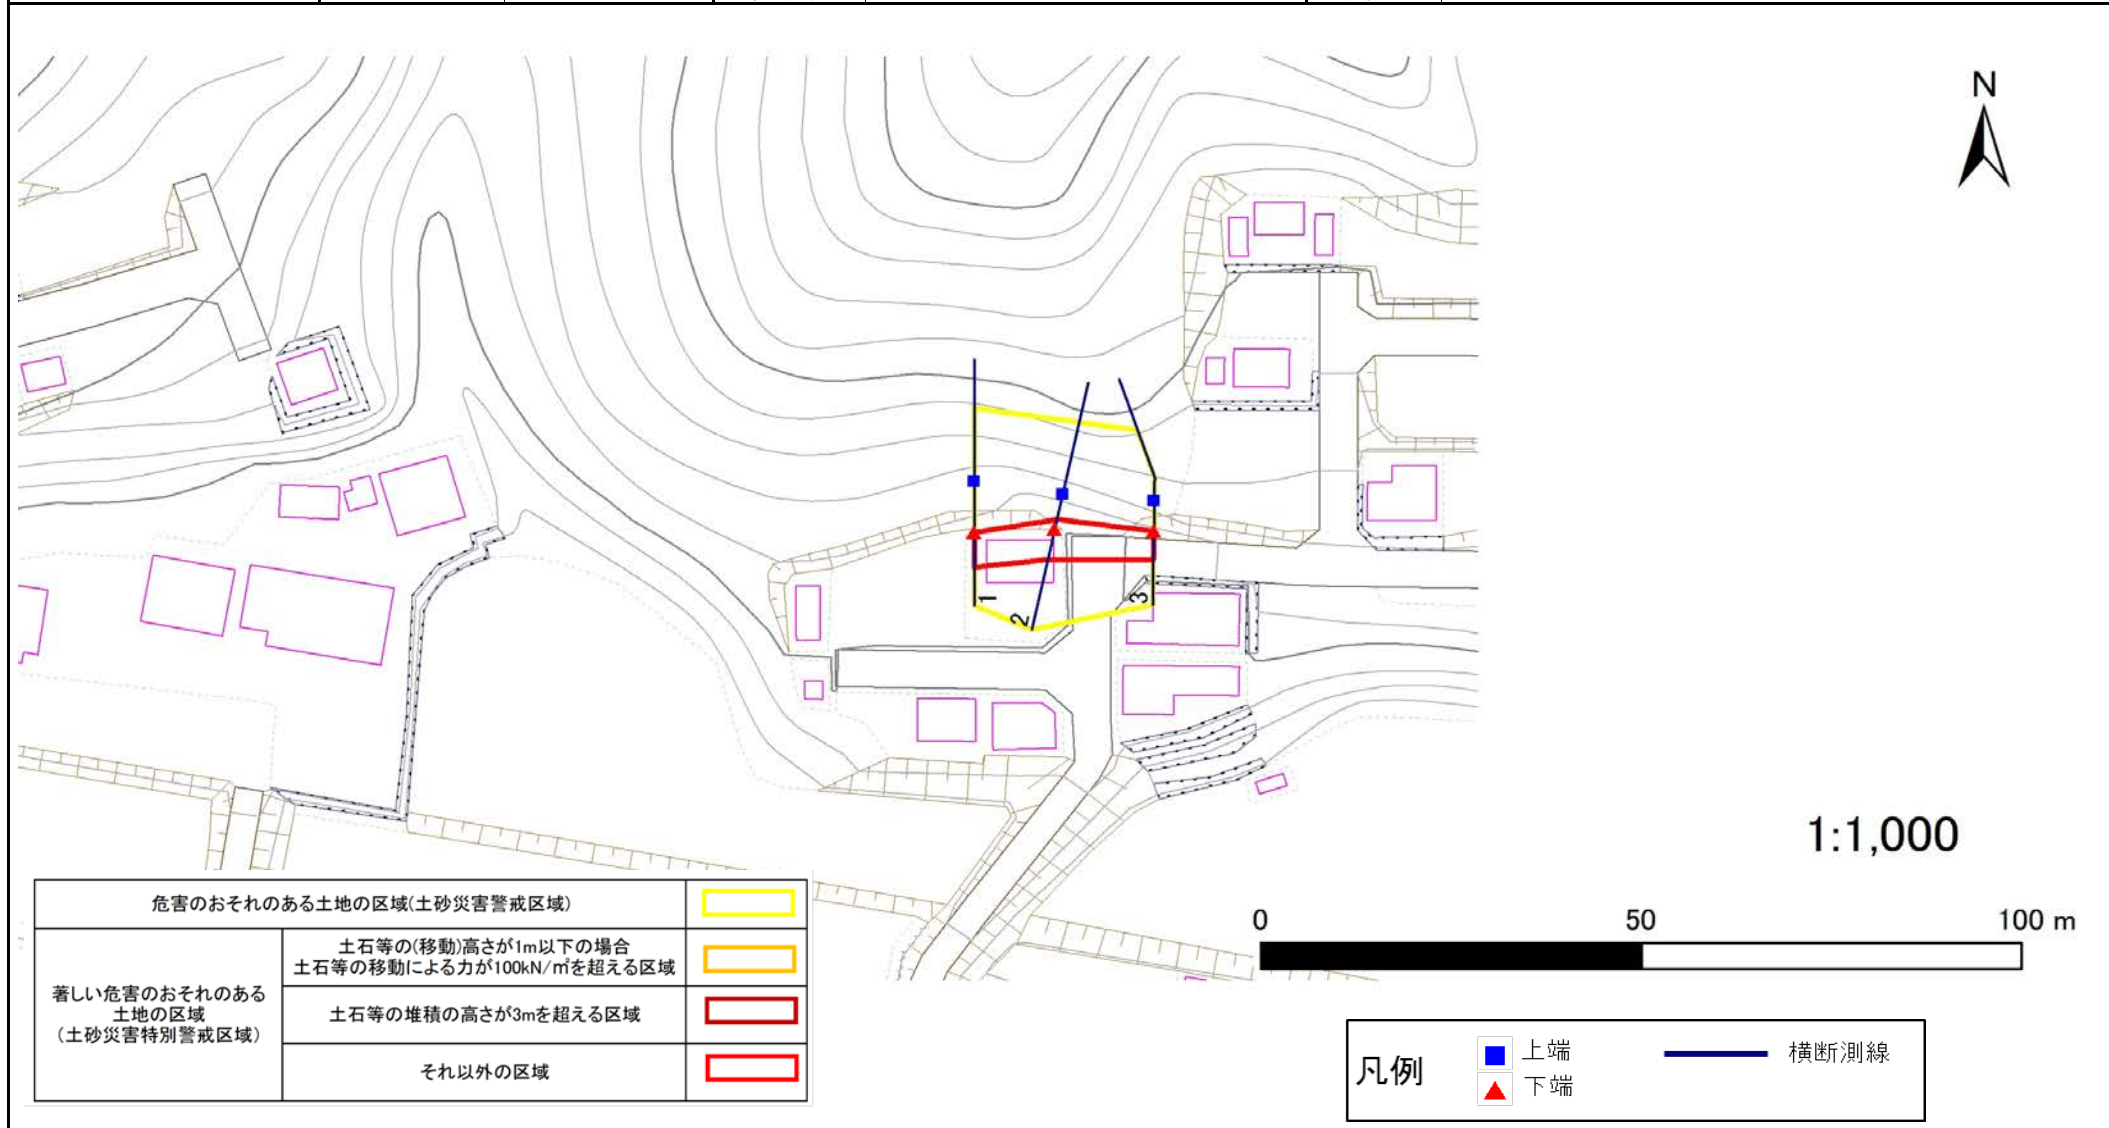 N
1
2
3
1:1,000
0 50 100 m
危害のおそれのある土地の区域(土砂災害警戒区域)
著しい危害のおそれのある
土地の区域
(土砂災害特別警戒区域)
土石等の(移動)高さが1m以下の場合
土石等の移動による力が100kN/㎡を超える区域
土石等の堆積の高さが3mを超える区域
それ以外の区域
凡例
上端
下端
横断測線